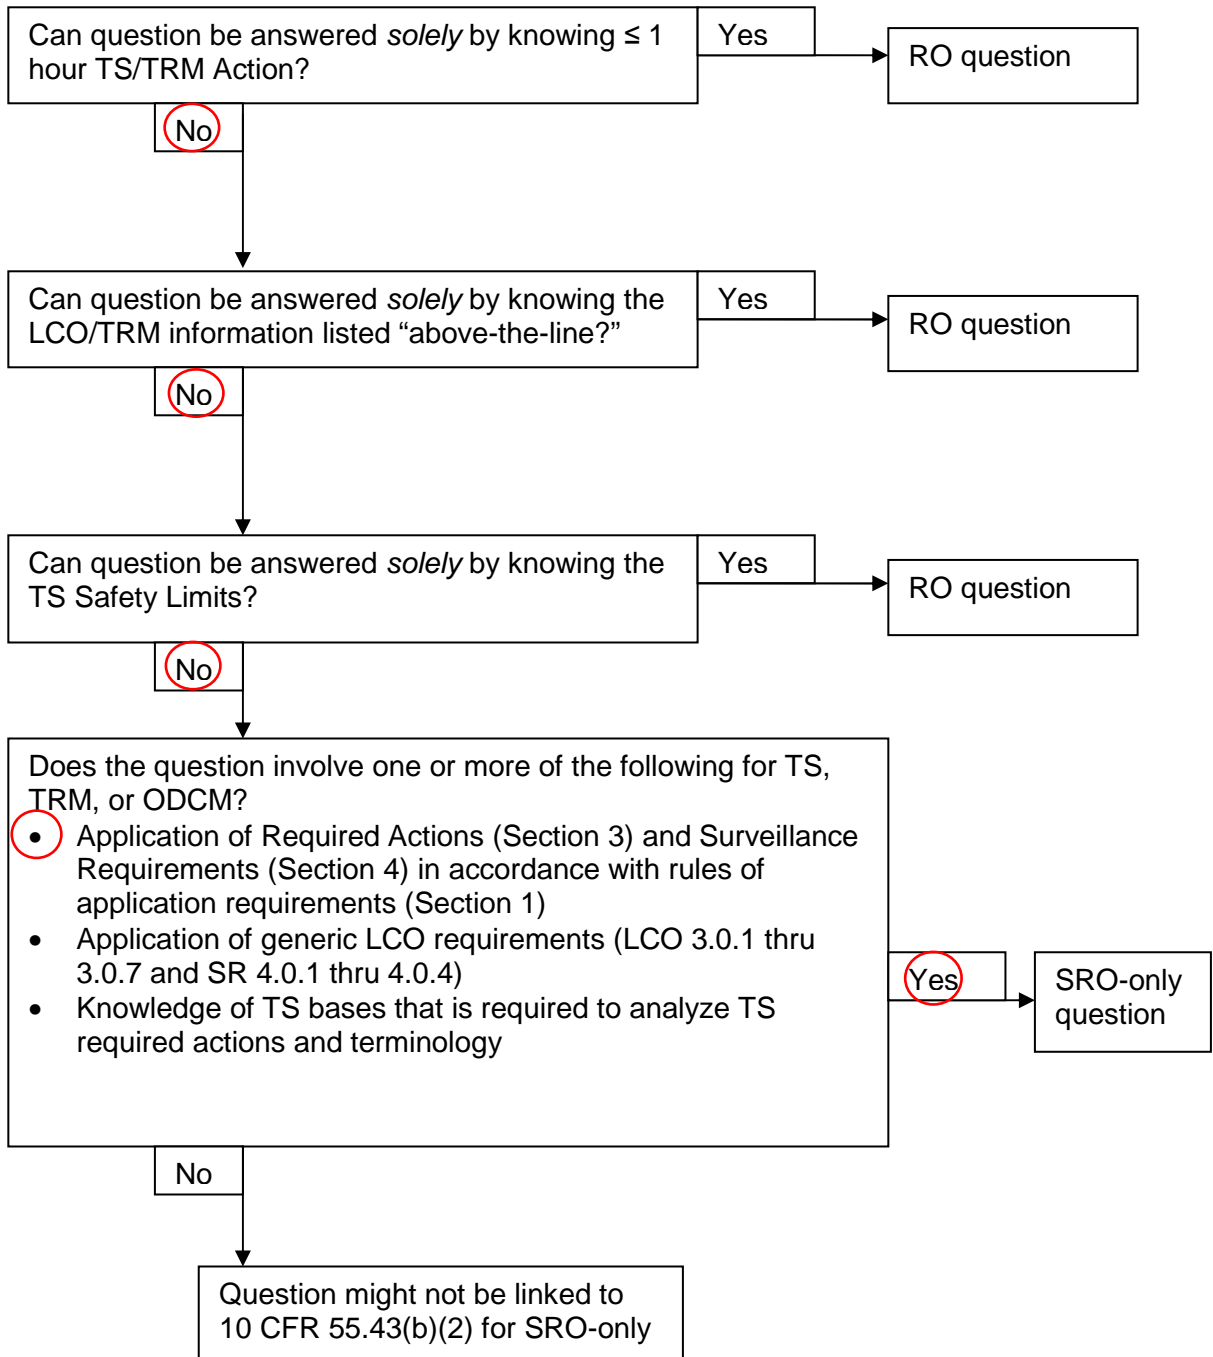 Can question be answered solely by knowing ≤ 1
hour TS/TRM Action?
Yes
RO question
No
Can question be answered solely by knowing the
LCO/TRM information listed “above-the-line?”
Yes
RO question
No
Can question be answered solely by knowing the
TS Safety Limits?
Yes
RO question
No
Does the question involve one or more of the following for TS,
TRM, or ODCM?
• Application of Required Actions (Section 3) and Surveillance
Requirements (Section 4) in accordance with rules of
application requirements (Section 1)
• Application of generic LCO requirements (LCO 3.0.1 thru
3.0.7 and SR 4.0.1 thru 4.0.4)
• Knowledge of TS bases that is required to analyze TS
required actions and terminology
Yes
SRO-only
question
No
Question might not be linked to
10 CFR 55.43(b)(2) for SRO-only